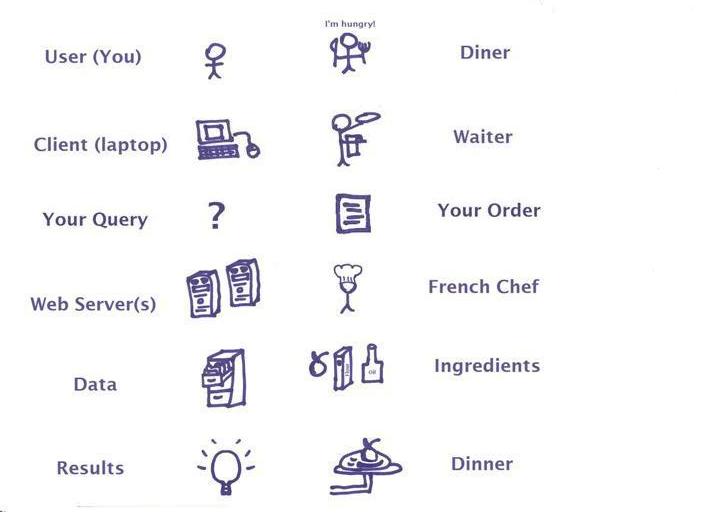 I'm hungry!
User (You)
Diner
Client (laptop)
Waiter
Your Query
?
Your Order
Web Server(s)
French Chef
Data
Flour
Oil
Ingredients
Results
Dinner